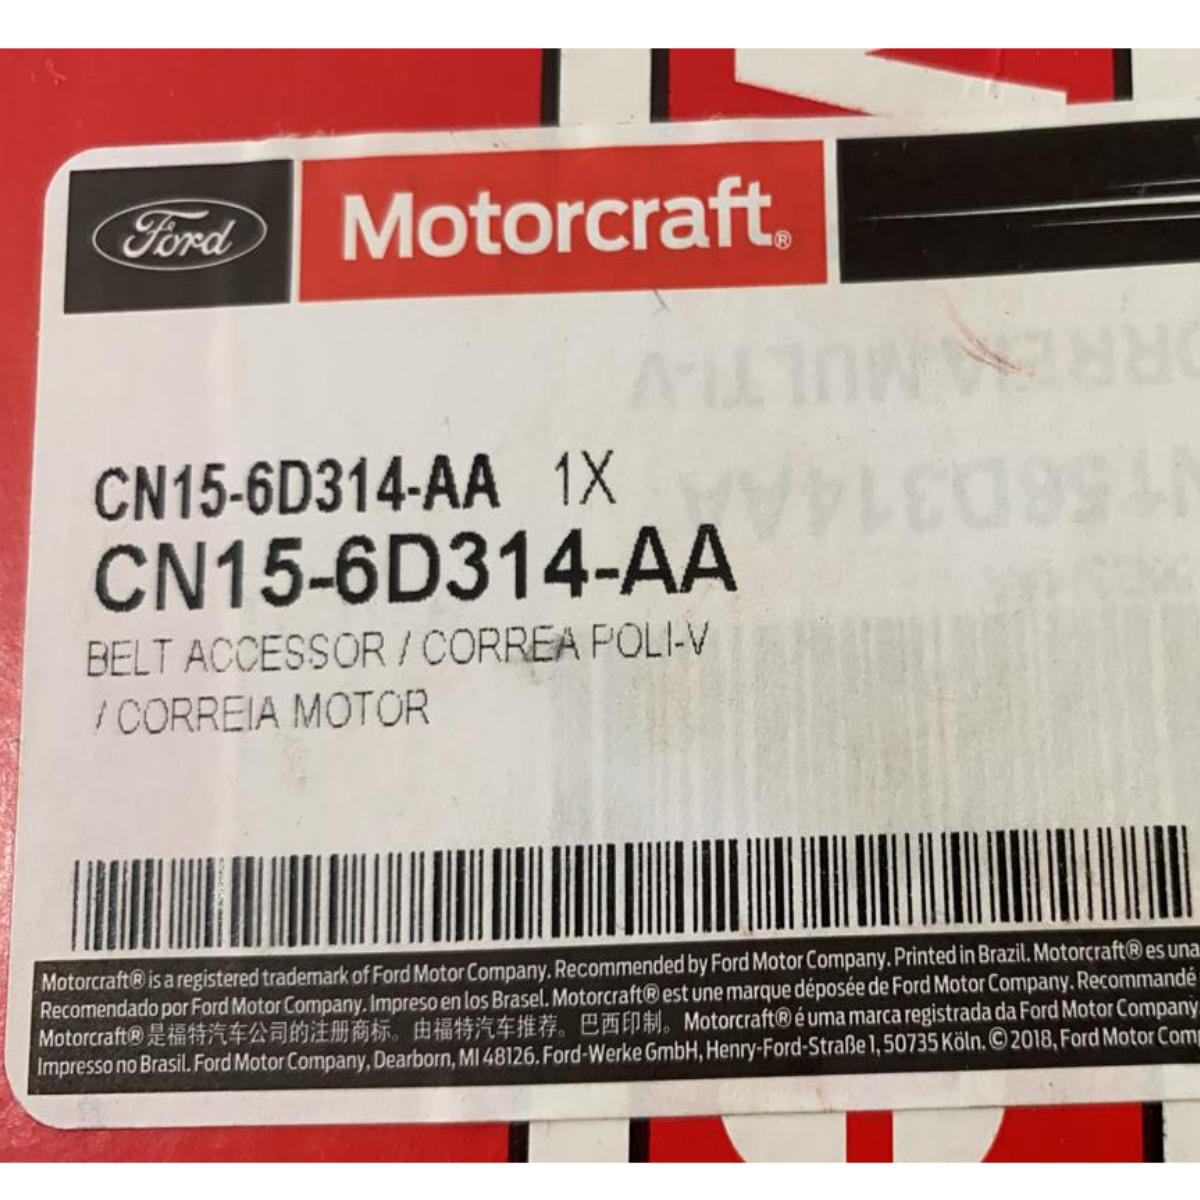 Ford Motorcraft®
CN15-6D314-AA 1X
CN15-6D314-AA
BELT ACCESSOR / CORREA POLI-V
/ CORREIA MOTOR
Motorcraft® is a registered trademark of Ford Motor Company. Recommended by Ford Motor Company. Printed in Brazil. Motorcraft® es una
Recomendado por Ford Motor Company. Impreso en los Brasel. Motorcraft® est une marque déposée de Ford Motor Company. Recommandé
Motorcraft® 是福特汽车公司的注册商标。由福特汽车推荐。巴西印制。 Motorcraft® é uma marca registrada da Ford Motor Company
Impresso no Brasil. Ford Motor Company, Dearborn, MI 48126. Ford-Werke GmbH, Henry-Ford-Straße 1, 50735 Köln. © 2018, Ford Motor Com